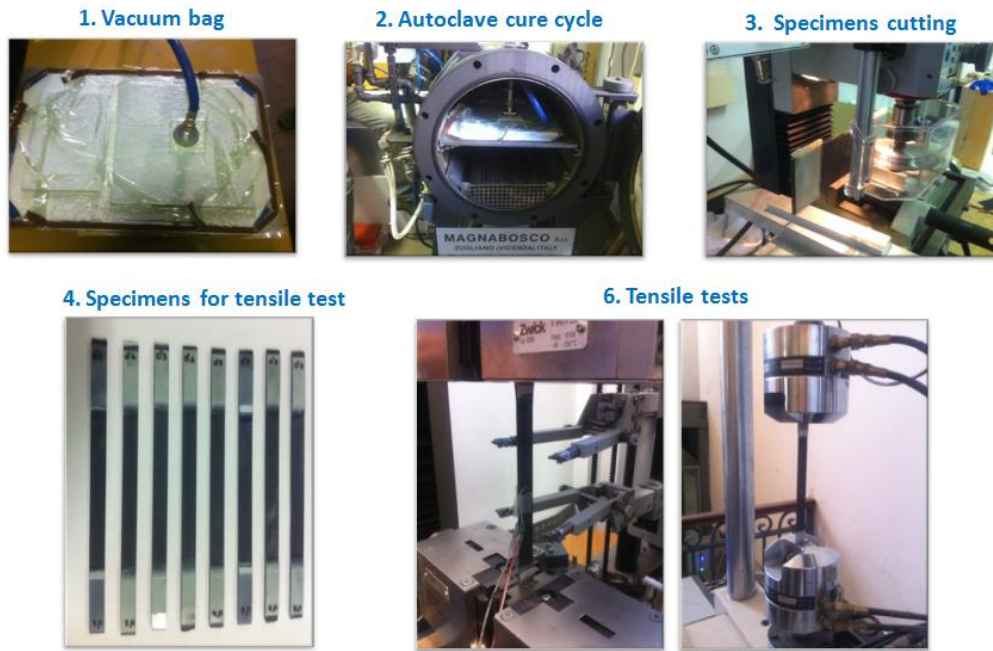 1. Vacuum bag
2. Autoclave cure cycle
3. Specimens cutting
MAGNABOSCO S.r.l.
ZUGLIANO (VICENZA) ITALY
4. Specimens for tensile test
6. Tensile tests
Zwick